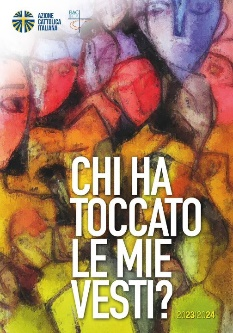 AZIONE
CATTOLICA
ITALIANA
CHI HA
TOCCATO
LE MIE
VESTI?
2023/2024